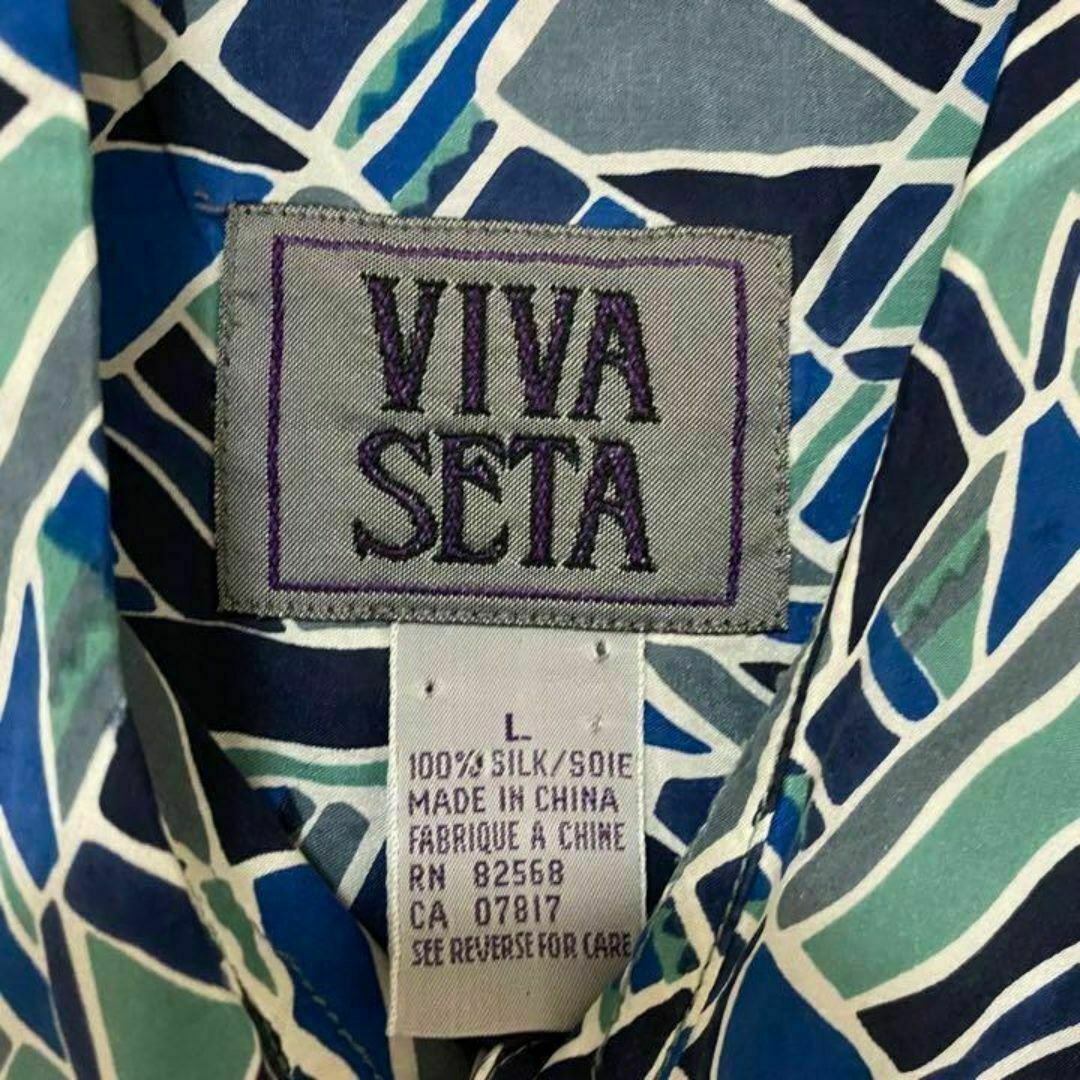 VIVA
SETA
L
100% SILK/SOIE
MADE IN CHINA
FABRIQUE A CHINE
RN 82568
CA 07817
SEE REVERSE FOR CARE